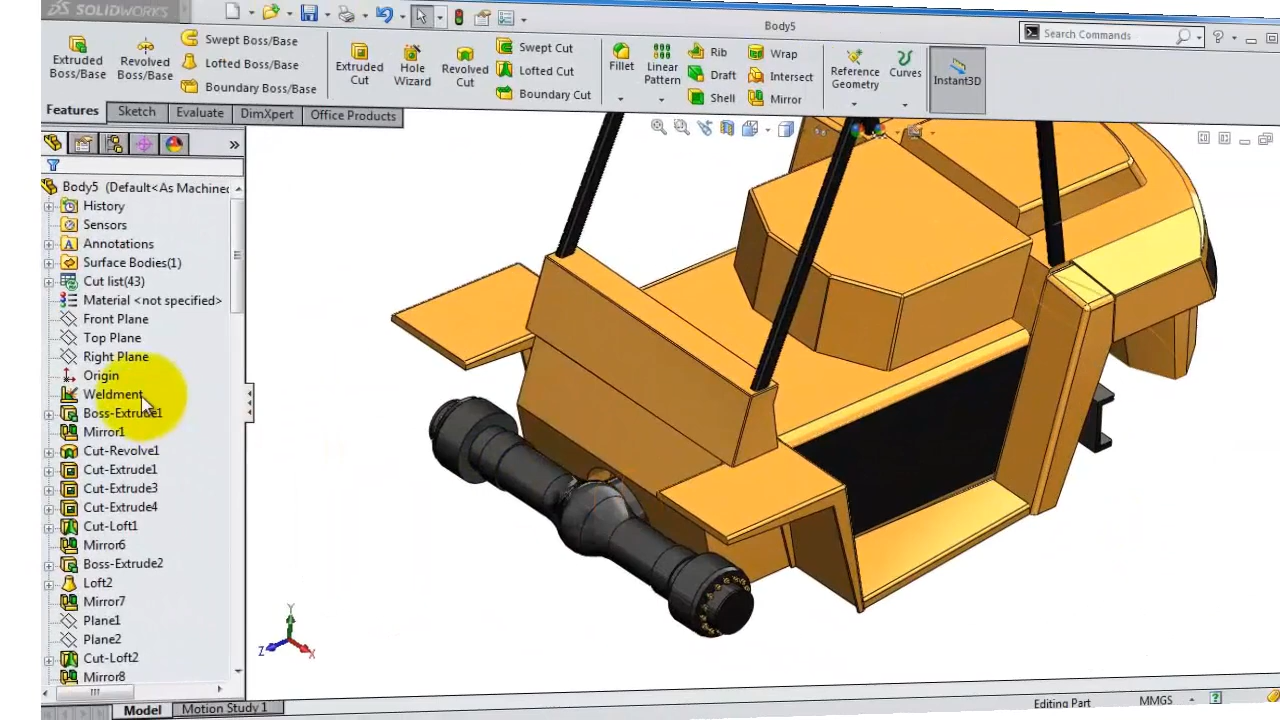 SOLIDWORKS
Body5
Search Commands
Extruded Boss/Base
Revolved Boss/Base
Swept Boss/Base
Lofted Boss/Base
Boundary Boss/Base
Extruded Cut
Hole Wizard
Revolved Cut
Swept Cut
Lofted Cut
Boundary Cut
Fillet
Linear Pattern
Rib
Draft
Shell
Wrap
Intersect
Mirror
Reference Geometry
Curves
Instant3D
Features Sketch Evaluate DimXpert Office Products
Body5 (Default<As Machined
History
Sensors
Annotations
Surface Bodies(1)
Cut list(43)
Material <not specified>
Front Plane
Top Plane
Right Plane
Origin
Weldment
Boss-Extrude1
Mirror1
Cut-Revolve1
Cut-Extrude1
Cut-Extrude3
Cut-Extrude4
Cut-Loft1
Mirror6
Boss-Extrude2
Loft2
Mirror7
Plane1
Plane2
Cut-Loft2
Mirror8
Y
Z
X
Model Motion Study 1
Editing Part
MMGS